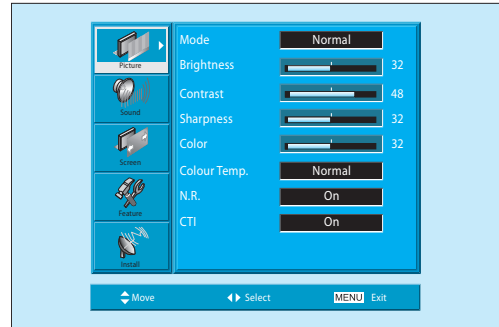 Picture
Sound
Screen
Feature
Install
Mode Normal
Brightness 32
Contrast 48
Sharpness 32
Color 32
Colour Temp. Normal
N.R. On
CTI On
Move Select MENU Exit